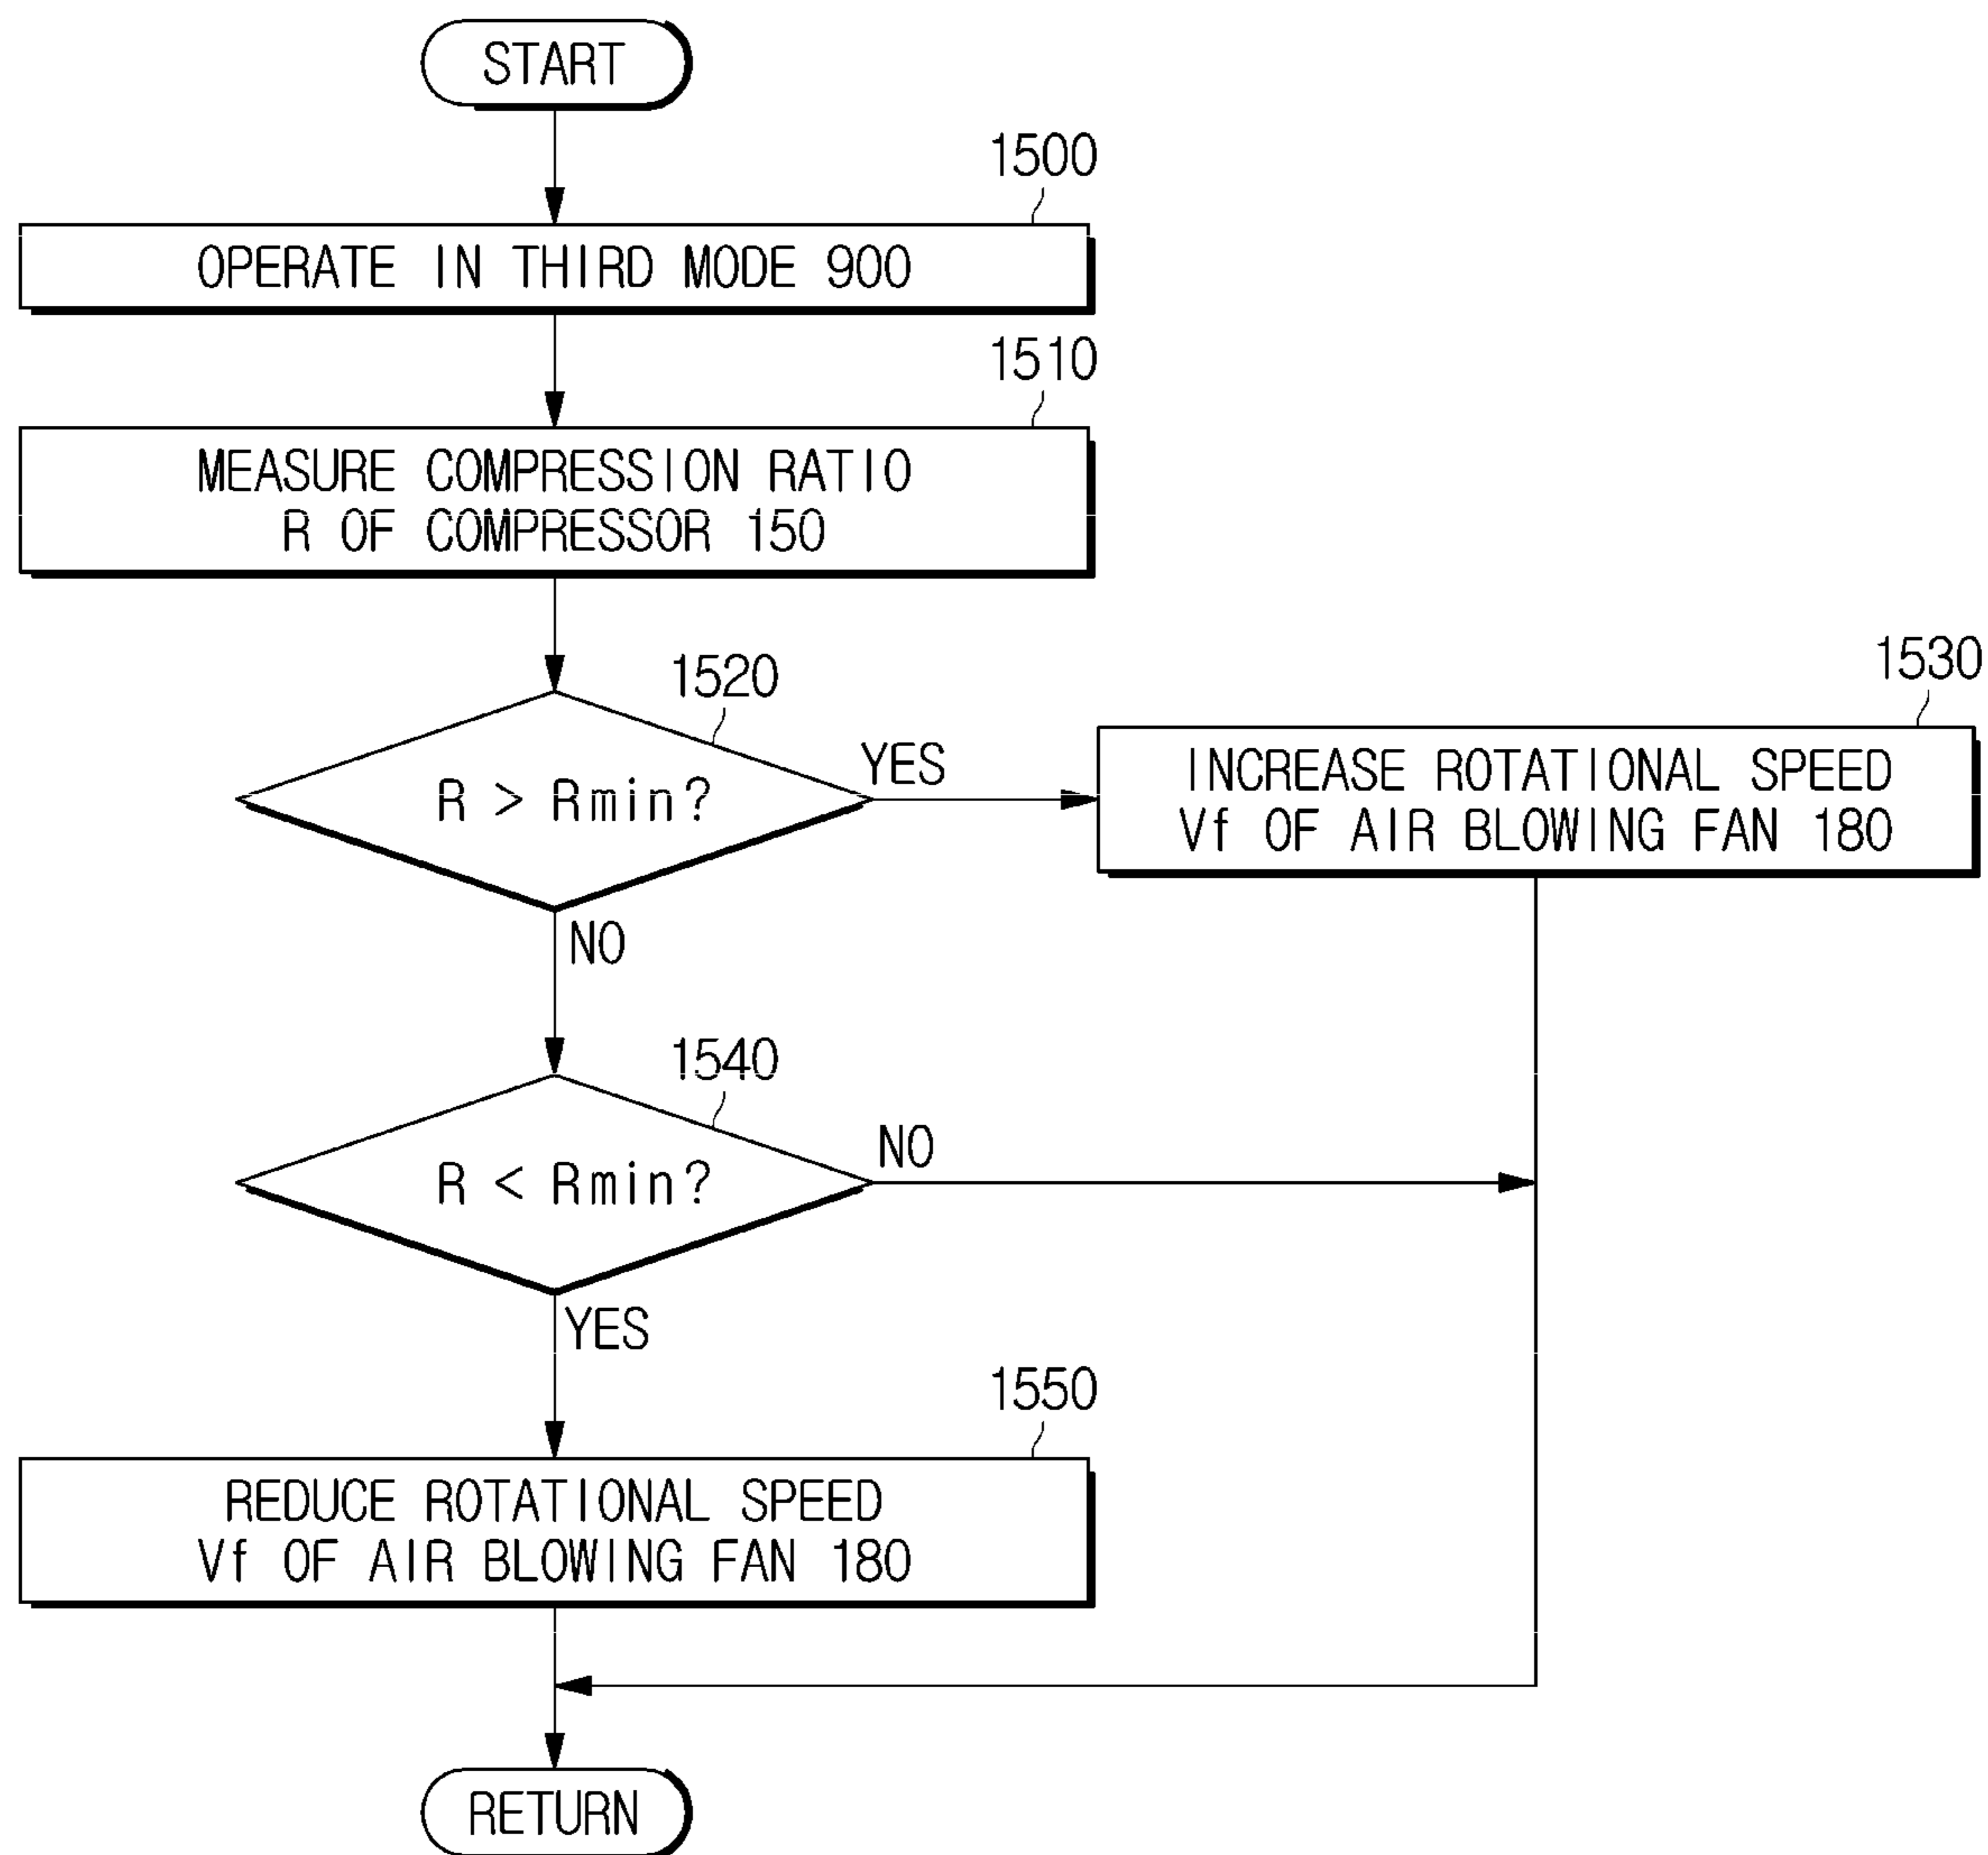 START
1500
OPERATE IN THIRD MODE 900
1510
MEASURE COMPRESSION RATIO
R OF COMPRESSOR 150
1520
R > Rmin?
YES
NO
1530
INCREASE ROTATIONAL SPEED
Vf OF AIR BLOWING FAN 180
1540
R < Rmin?
NO
YES
1550
REDUCE ROTATIONAL SPEED
Vf OF AIR BLOWING FAN 180
RETURN